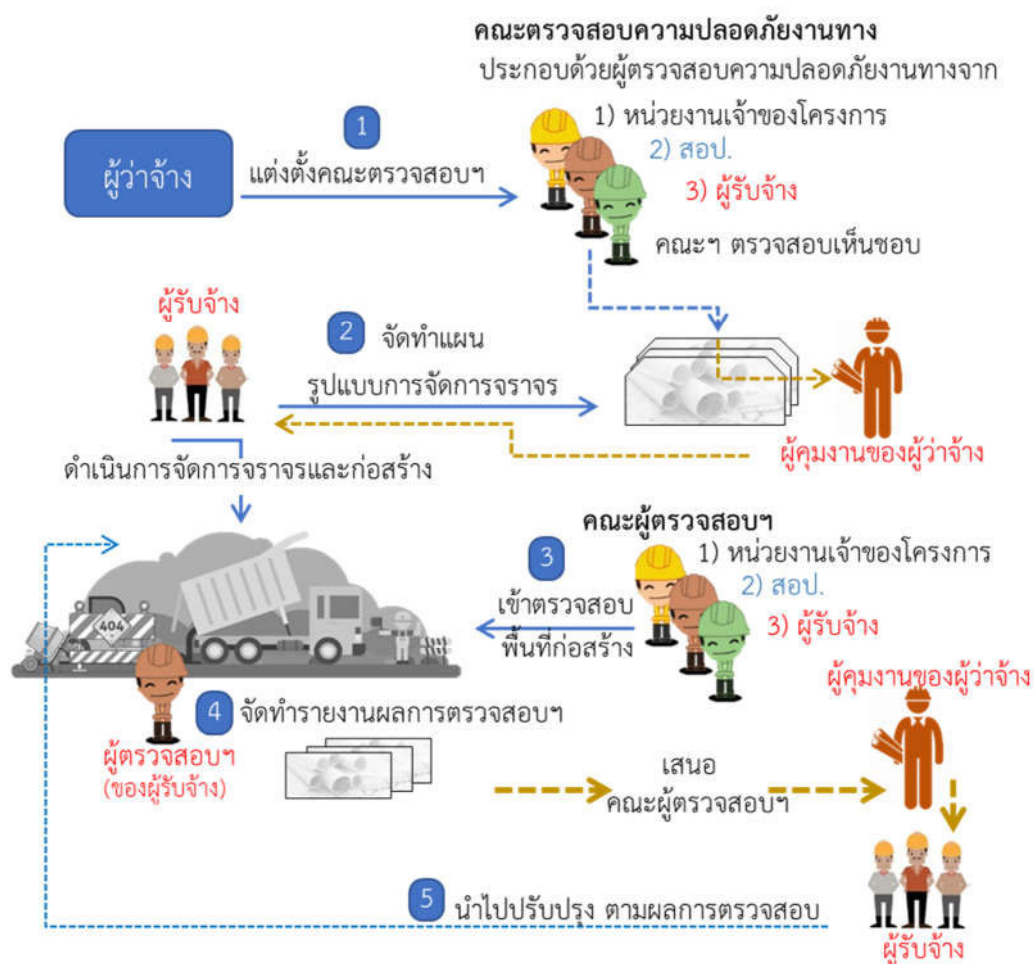 คณะตรวจสอบความปลอดภัยงานทาง
ประกอบด้วยผู้ตรวจสอบความปลอดภัยงานทางจาก
1) หน่วยงานเจ้าของโครงการ
2) สอป.
3) ผู้รับจ้าง
ผู้ว่าจ้าง
1
แต่งตั้งคณะตรวจสอบฯ
คณะฯ ตรวจสอบเห็นชอบ
ผู้รับจ้าง
2 จัดทำแผน
รูปแบบการจัดการจราจร
ผู้คุมงานของผู้ว่าจ้าง
ดำเนินการจัดการจราจรและก่อสร้าง
คณะผู้ตรวจสอบฯ
1) หน่วยงานเจ้าของโครงการ
2) สอป.
3) ผู้รับจ้าง
3
เข้าตรวจสอบ
พื้นที่ก่อสร้าง
404
ผู้คุมงานของผู้ว่าจ้าง
4 จัดทำรายงานผลการตรวจสอบฯ
ผู้ตรวจสอบฯ
(ของผู้รับจ้าง)
เสนอ
คณะผู้ตรวจสอบฯ
5 นำไปปรับปรุง ตามผลการตรวจสอบ
ผู้รับจ้าง